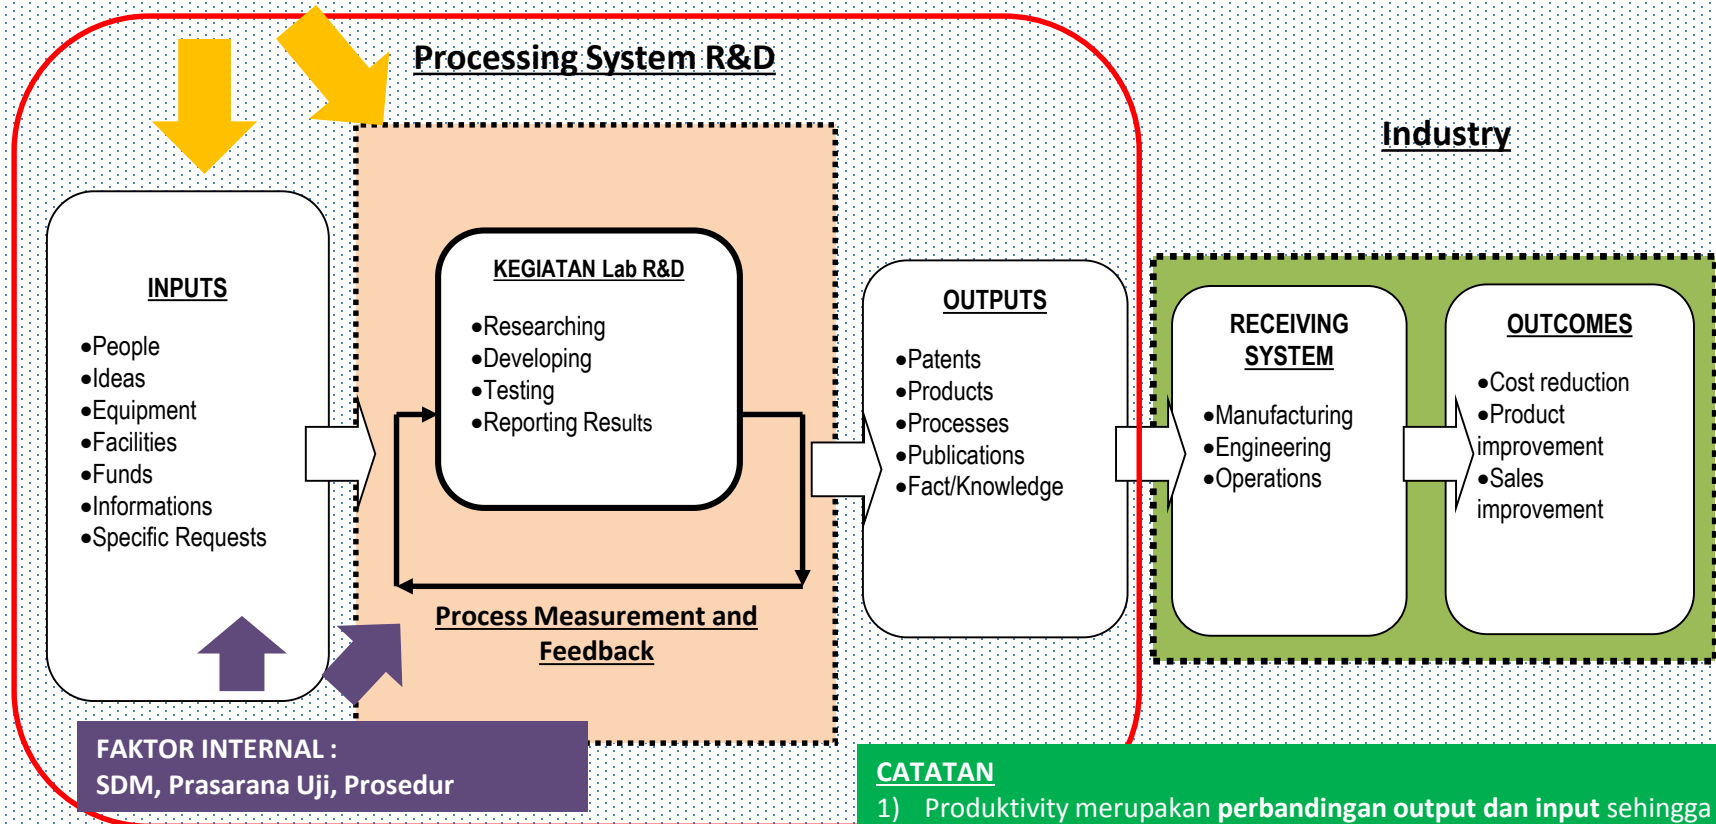 Processing System R&D
Industry
INPUTS
•People
•Ideas
•Equipment
•Facilities
•Funds
•Informations
•Specific Requests
KEGIATAN Lab R&D
•Researching
•Developing
•Testing
•Reporting Results
Process Measurement and
Feedback
OUTPUTS
•Patents
•Products
•Processes
•Publications
•Fact/Knowledge
RECEIVING
SYSTEM
•Manufacturing
•Engineering
•Operations
OUTCOMES
•Cost reduction
•Product
improvement
•Sales
improvement
FAKTOR INTERNAL :
SDM, Prasarana Uji, Prosedur
CATATAN
1) Produktivity merupakan perbandingan output dan input sehingga